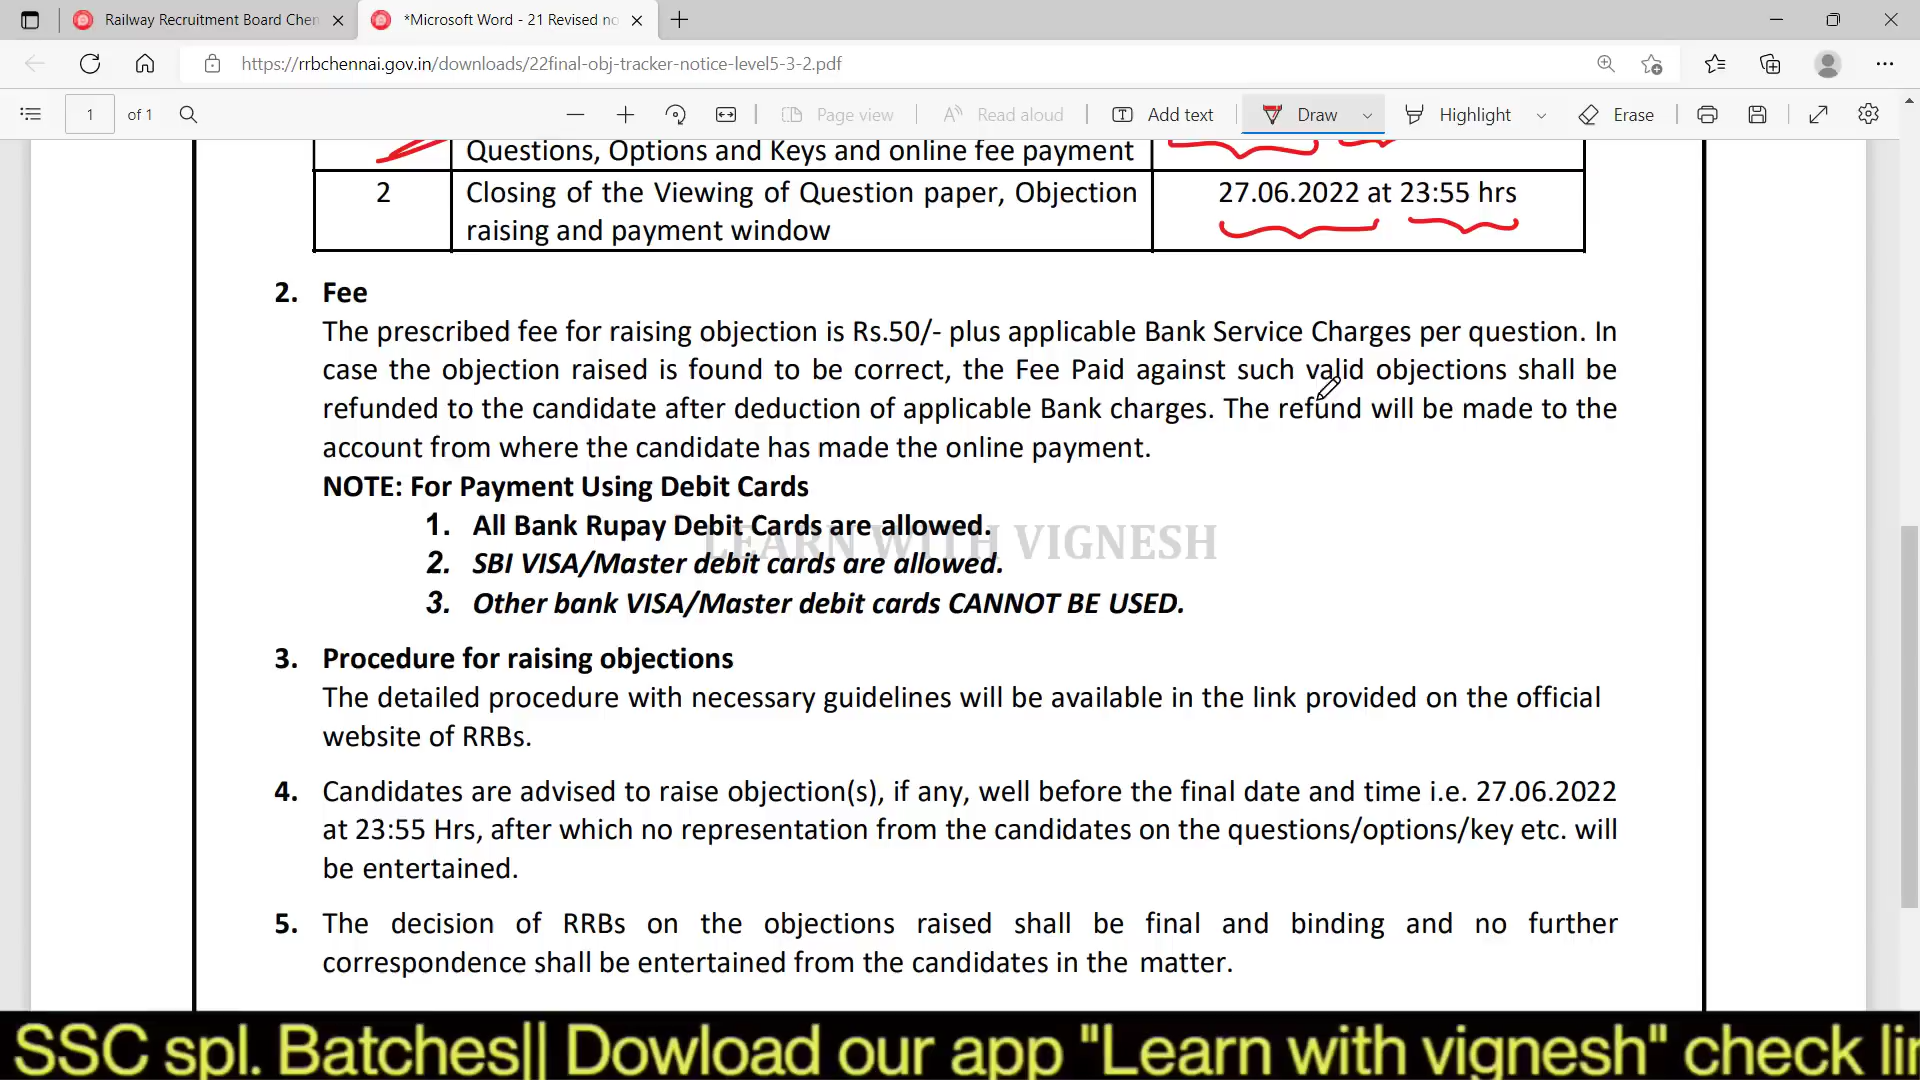 Railway Recruitment Board Chen
*Microsoft Word - 21 Revised no
https://rrbchennai.gov.in/downloads/22final-obj-tracker-notice-level5-3-2.pdf
1 of 1
Page view
Read aloud
Add text
Draw
Highlight
Erase
Questions, Options and Keys and online fee payment
2 Closing of the Viewing of Question paper, Objection 27.06.2022 at 23:55 hrs
raising and payment window
2. Fee
The prescribed fee for raising objection is Rs.50/- plus applicable Bank Service Charges per question. In
case the objection raised is found to be correct, the Fee Paid against such valid objections shall be
refunded to the candidate after deduction of applicable Bank charges. The refund will be made to the
account from where the candidate has made the online payment.
NOTE: For Payment Using Debit Cards
1. All Bank Rupay Debit Cards are allowed.
LEARN WITH VIGNESH
2. SBI VISA/Master debit cards are allowed.
3. Other bank VISA/Master debit cards CANNOT BE USED.
3. Procedure for raising objections
The detailed procedure with necessary guidelines will be available in the link provided on the official
website of RRBs.
4. Candidates are advised to raise objection(s), if any, well before the final date and time i.e. 27.06.2022
at 23:55 Hrs, after which no representation from the candidates on the questions/options/key etc. will
be entertained.
5. The decision of RRBs on the objections raised shall be final and binding and no further
correspondence shall be entertained from the candidates in the matter.
SSC spl. Batches|| Dowload our app "Learn with vignesh" check lin